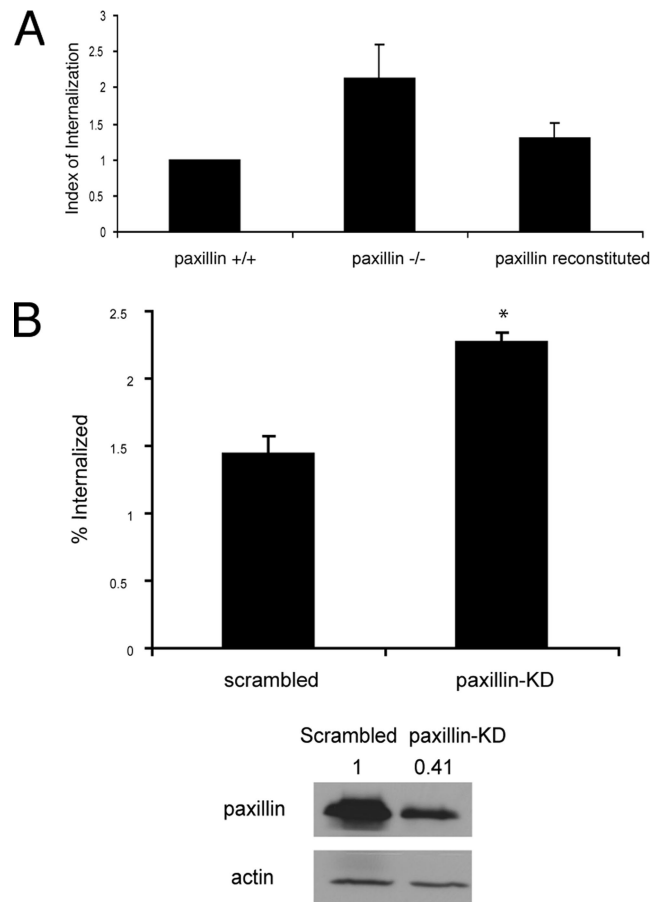 A
Index of Internalization
3
2.5
2
1.5
1
0.5
0
paxillin +/+ paxillin -/- paxillin reconstituted
B
% Internalized
2.5
2
1.5
1
0.5
0
*
scrambled paxillin-KD
Scrambled paxillin-KD
1 0.41
paxillin
actin